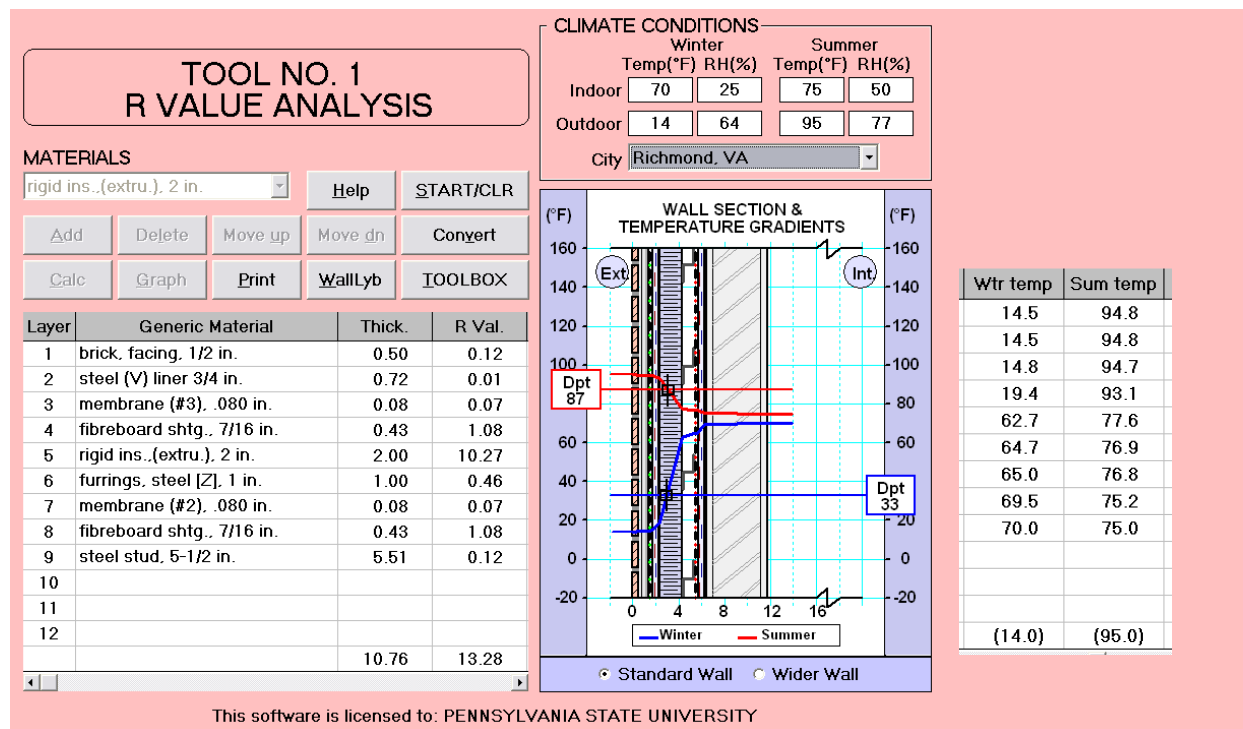 TOOL NO. 1
R VALUE ANALYSIS
MATERIALS
rigid ins.,(extru.), 2 in.
Help
START/CLR
Add
Delete
Move up
Move dn
Convert
Calc
Graph
Print
WallLyb
TOOLBOX
Layer Generic Material Thick. R Val.
1 brick, facing, 1/2 in. 0.50 0.12
2 steel (V) liner 3/4 in. 0.72 0.01
3 membrane (#3), .080 in. 0.08 0.07
4 fibreboard shtg., 7/16 in. 0.43 1.08
5 rigid ins.,(extru.), 2 in. 2.00 10.27
6 furrings, steel [Z], 1 in. 1.00 0.46
7 membrane (#2), .080 in. 0.08 0.07
8 fibreboard shtg., 7/16 in. 0.43 1.08
9 steel stud, 5-1/2 in. 5.51 0.12
10
11
12
10.76 13.28
CLIMATE CONDITIONS
Winter Summer
Temp(°F) RH(%) Temp(°F) RH(%)
Indoor 70 25 75 50
Outdoor 14 64 95 77
City Richmond, VA
(°F) WALL SECTION & (°F)
TEMPERATURE GRADIENTS
160 160
Ext. Int.
140 140
120 120
100 100
Dpt
87
80
60 60
40 40
Dpt
33
20 20
0 0
-20 -20
0 4 8 12 16
Winter Summer
Standard Wall Wider Wall
Wtr temp Sum temp
14.5 94.8
14.5 94.8
14.8 94.7
19.4 93.1
62.7 77.6
64.7 76.9
65.0 76.8
69.5 75.2
70.0 75.0
(14.0) (95.0)
This software is licensed to: PENNSYLVANIA STATE UNIVERSITY